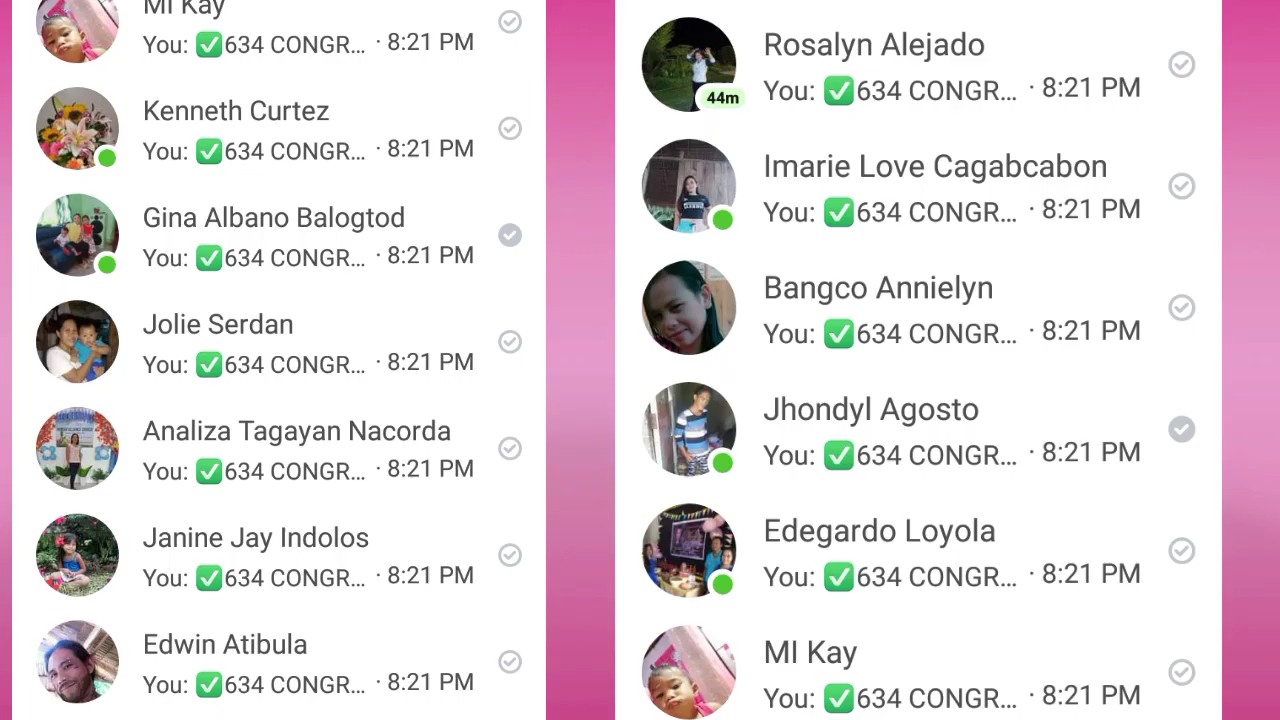 MI Kay
You: ✅634 CONGR... · 8:21 PM
Kenneth Curtez
You: ✅634 CONGR... · 8:21 PM
Gina Albano Balogtod
You: ✅634 CONGR... · 8:21 PM
Jolie Serdan
You: ✅634 CONGR... · 8:21 PM
Analiza Tagayan Nacorda
You: ✅634 CONGR... · 8:21 PM
Janine Jay Indolos
You: ✅634 CONGR... · 8:21 PM
Edwin Atibula
You: ✅634 CONGR... · 8:21 PM
Rosalyn Alejado
44m
You: ✅634 CONGR... · 8:21 PM
Imarie Love Cagabcabon
You: ✅634 CONGR... · 8:21 PM
Bangco Annielyn
You: ✅634 CONGR... · 8:21 PM
Jhondyl Agosto
You: ✅634 CONGR... · 8:21 PM
Edegardo Loyola
You: ✅634 CONGR... · 8:21 PM
MI Kay
You: ✅634 CONGR... · 8:21 PM